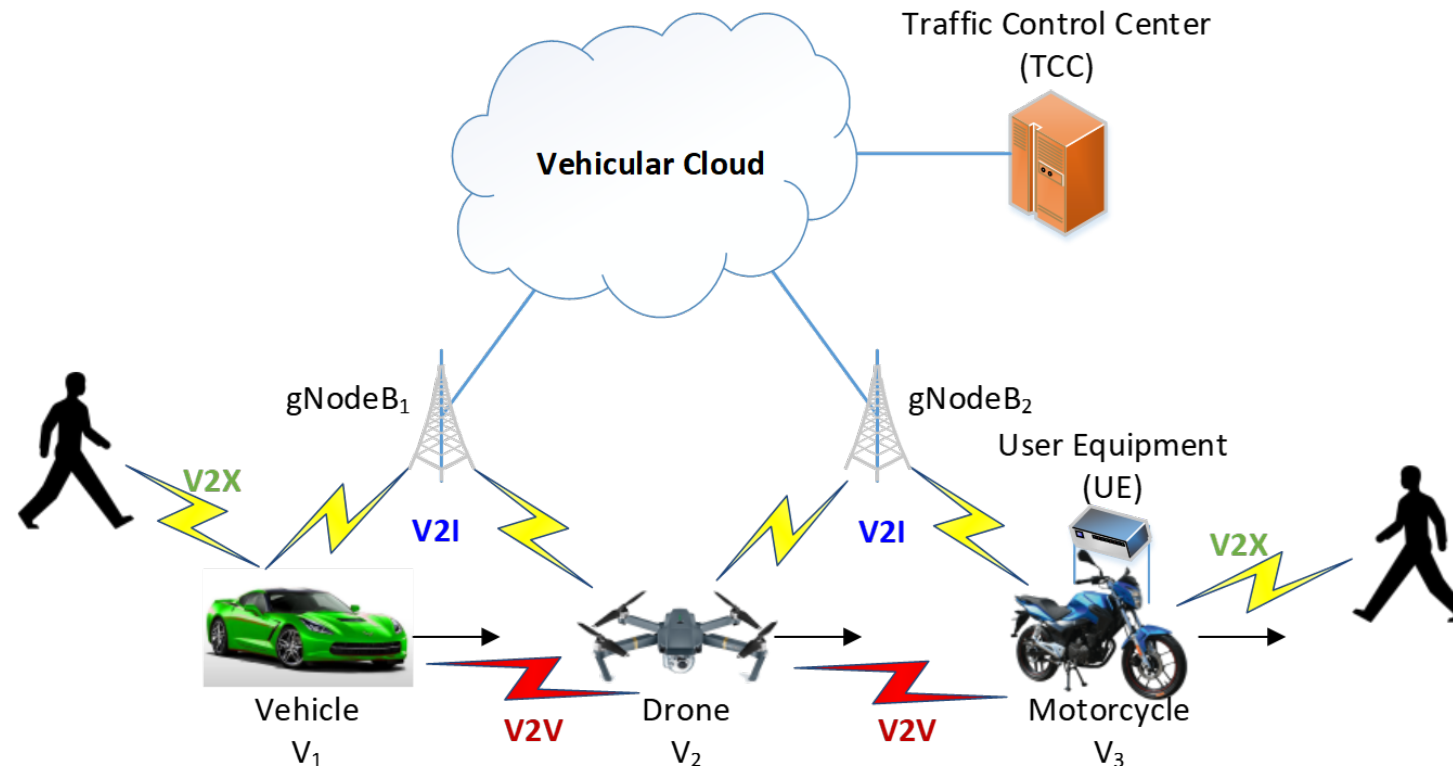 Traffic Control Center
(TCC)
Vehicular Cloud
gNodeB₁
gNodeB₂
User Equipment
(UE)
V2X
V2I
V2I
V2X
Vehicle
V₁
V2V
Drone
V₂
V2V
Motorcycle
V₃